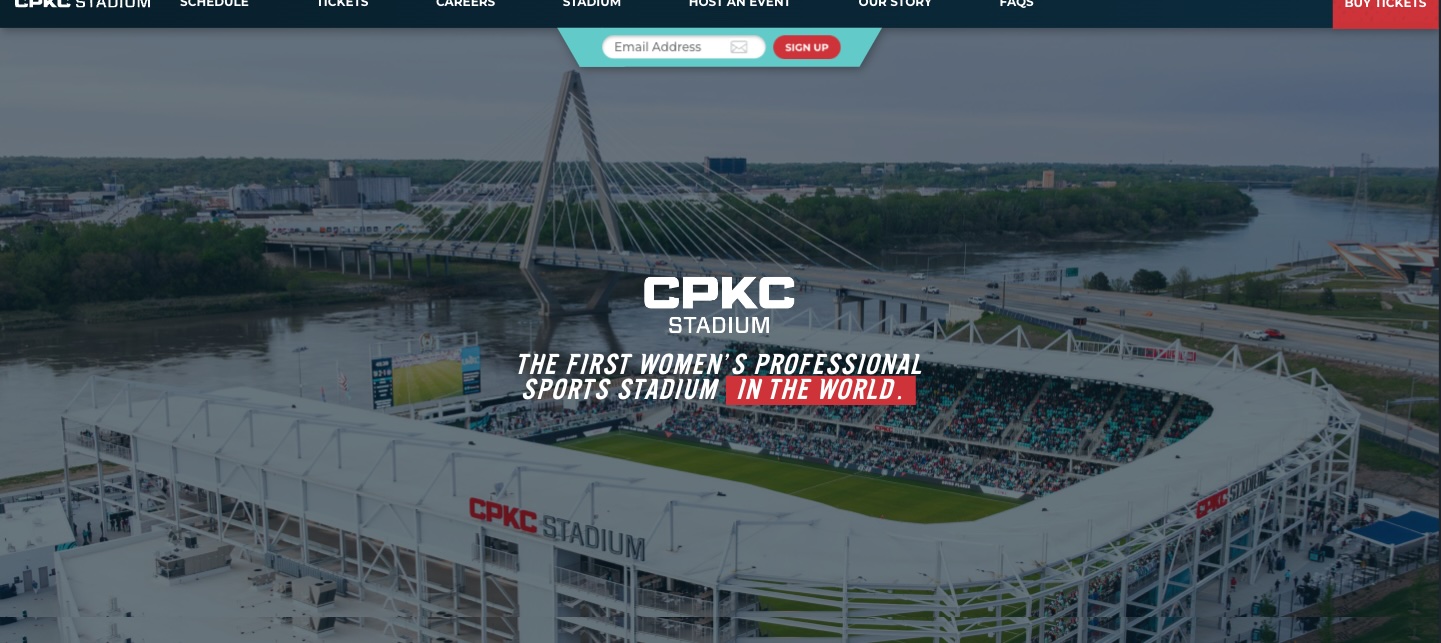 CPKC STADIUM
SCHEDULE
TICKETS
CAREERS
STADIUM
HOST AN EVENT
OUR STORY
FAQS
BUY TICKETS
Email Address
SIGN UP
CPKC
STADIUM
THE FIRST WOMEN'S PROFESSIONAL
SPORTS STADIUM IN THE WORLD.
CPKC STADIUM
CPKC STADIUM